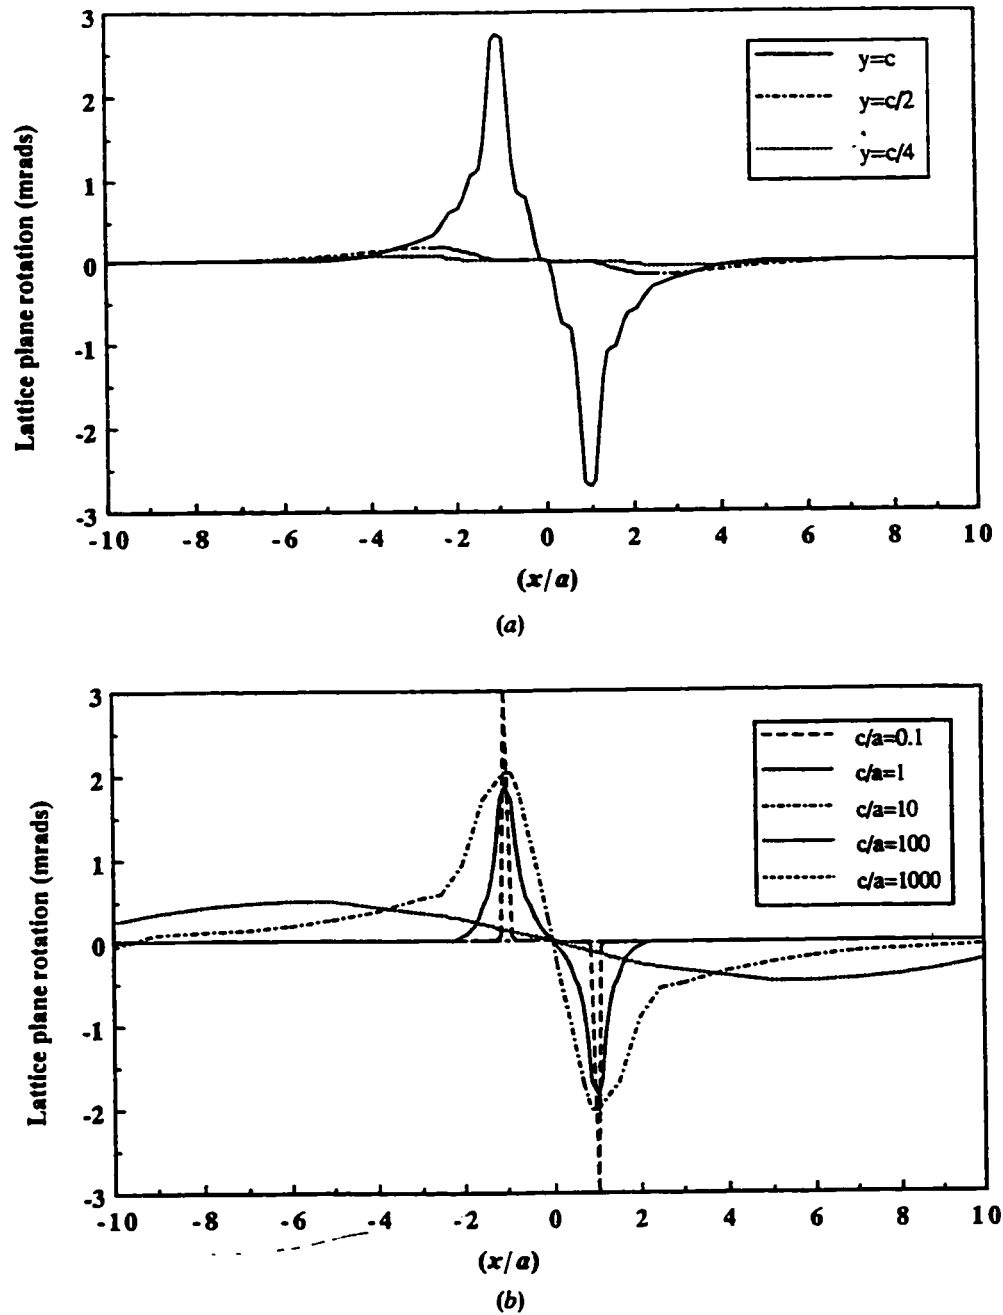 3
2
1
0
-1
-2
-3
Lattice plane rotation (mrads)
y=c
y=c/2
y=c/4
-10 -8 -6 -4 -2 0 2 4 6 8 10
(x/a)
(a)
3
2
1
0
-1
-2
-3
Lattice plane rotation (mrads)
c/a=0.1
c/a=1
c/a=10
c/a=100
c/a=1000
-10 -8 -6 -4 -2 0 2 4 6 8 10
(x/a)
(b)